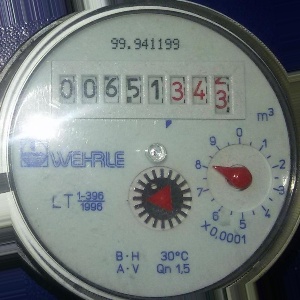 99.941199
00651343
m³
WEHRLE
LT 1-396
1996
B·H 30°C
A·V Qn 1,5
9 0 1 8 2 7 3 6 5 4
X0,0001